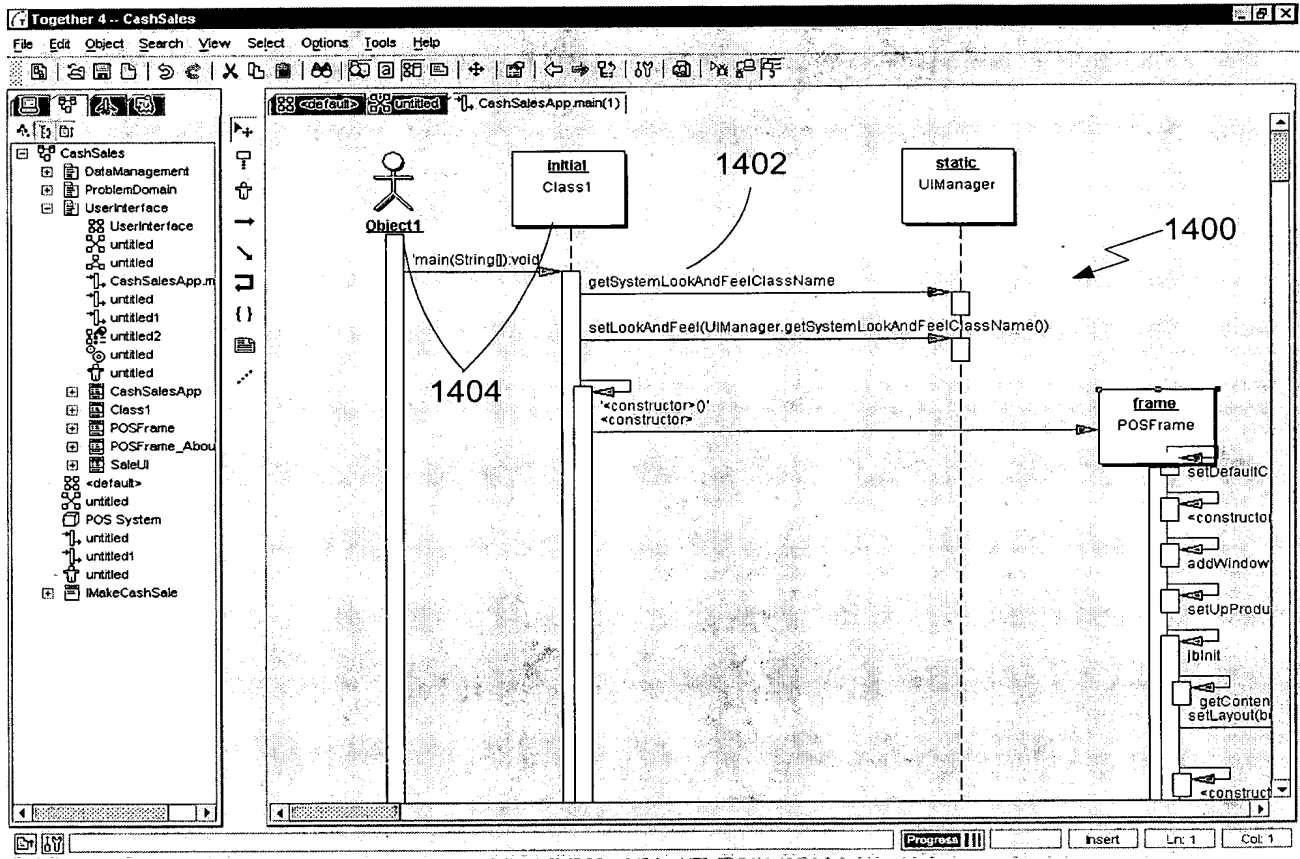 Together 4 -- CashSales
File Edit Object Search View Select Options Tools Help
<default> untitled CashSalesApp.main(1)
CashSales
DataManagement
ProblemDomain
UserInterface
UserInterface
untitled
untitled
CashSalesApp.m
untitled
untitled1
untitled2
untitled
untitled
CashSalesApp
Class1
POSFrame
POSFrame_Abou
SaleUI
<default>
untitled
POS System
untitled
untitled1
untitled
IMakeCashSale
Object1
initial
Class1
1402
static
UIManager
1400
'main(String[]):void
getSystemLookAndFeelClassName
setLookAndFeel(UIManager.getSystemLookAndFeelClassName())
1404
'<constructor>()'
<constructor>
frame
POSFrame
setDefaultC
<constructor
addWindow
setUpProdu
jbInit
getConten
setLayout(b
<construct
Progress
Insert
Ln: 1
Col: 1